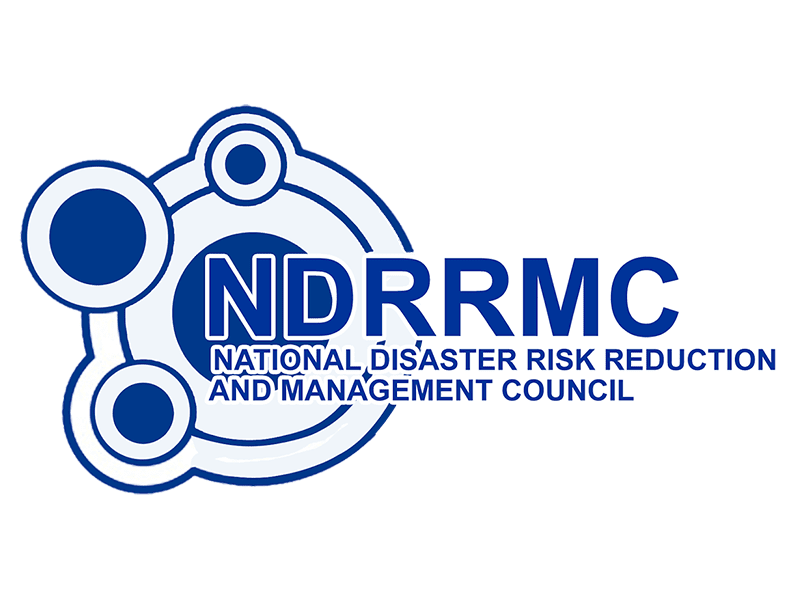 NDRRMC
NATIONAL DISASTER RISK REDUCTION
AND MANAGEMENT COUNCIL